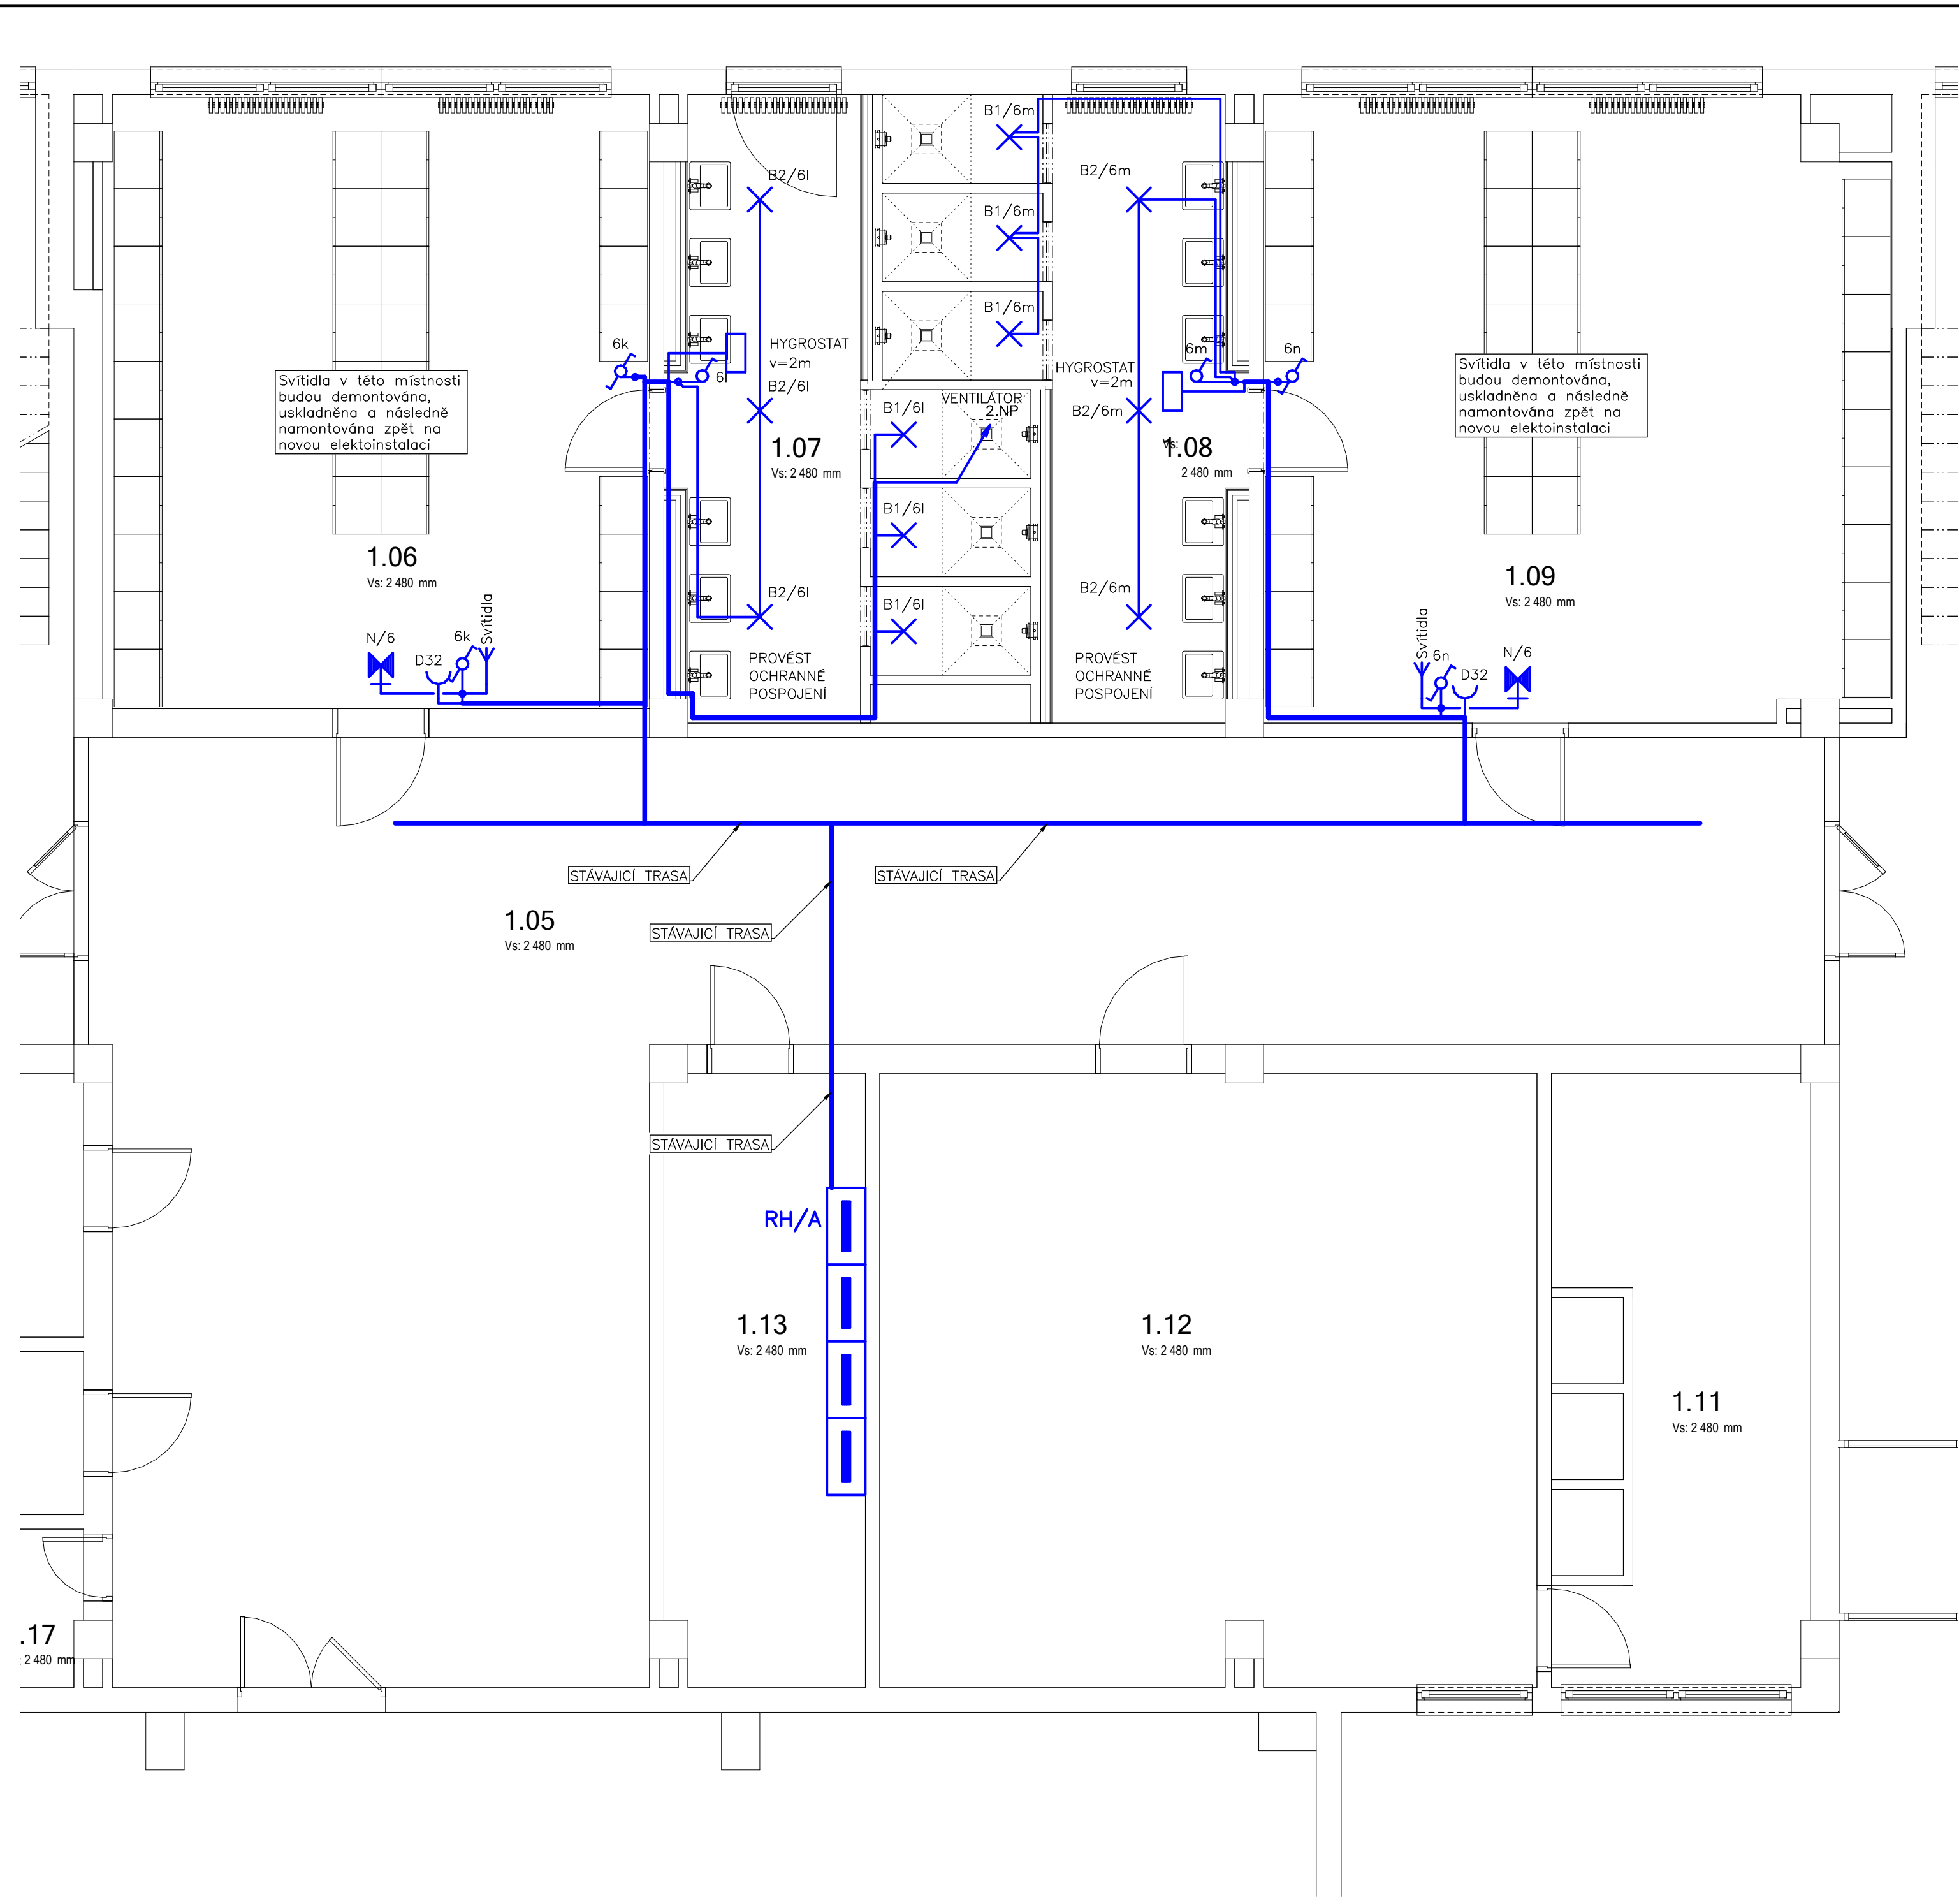 B1/6m
B2/6l
B2/6m
B1/6m
B1/6m
6k
6l
HYGROSTAT
v=2m
B2/6l
6m
6n
HYGROSTAT
v=2m
B2/6m
Svítidla v této místnosti
budou demontována,
uskladněna a následně
namontována zpět na
novou elektoinstalaci
Svítidla v této místnosti
budou demontována,
uskladněna a následně
namontována zpět na
novou elektoinstalaci
B1/6l
VENTILÁTOR
2.NP
1.07
Vs: 2 480 mm
Vs:
1.08
2 480 mm
B1/6l
1.06
Vs: 2 480 mm
1.09
Vs: 2 480 mm
B2/6l
B1/6l
B2/6m
N/6
D32
6k
Svítidla
PROVÉST
OCHRANNÉ
POSPOJENÍ
PROVÉST
OCHRANNÉ
POSPOJENÍ
Svítidla
6n
D32
N/6
STÁVAJICÍ TRASA
STÁVAJICÍ TRASA
1.05
Vs: 2 480 mm
STÁVAJICÍ TRASA
STÁVAJICÍ TRASA
RH/A
1.13
Vs: 2 480 mm
1.12
Vs: 2 480 mm
1.11
Vs: 2 480 mm
.17
: 2 480 mm